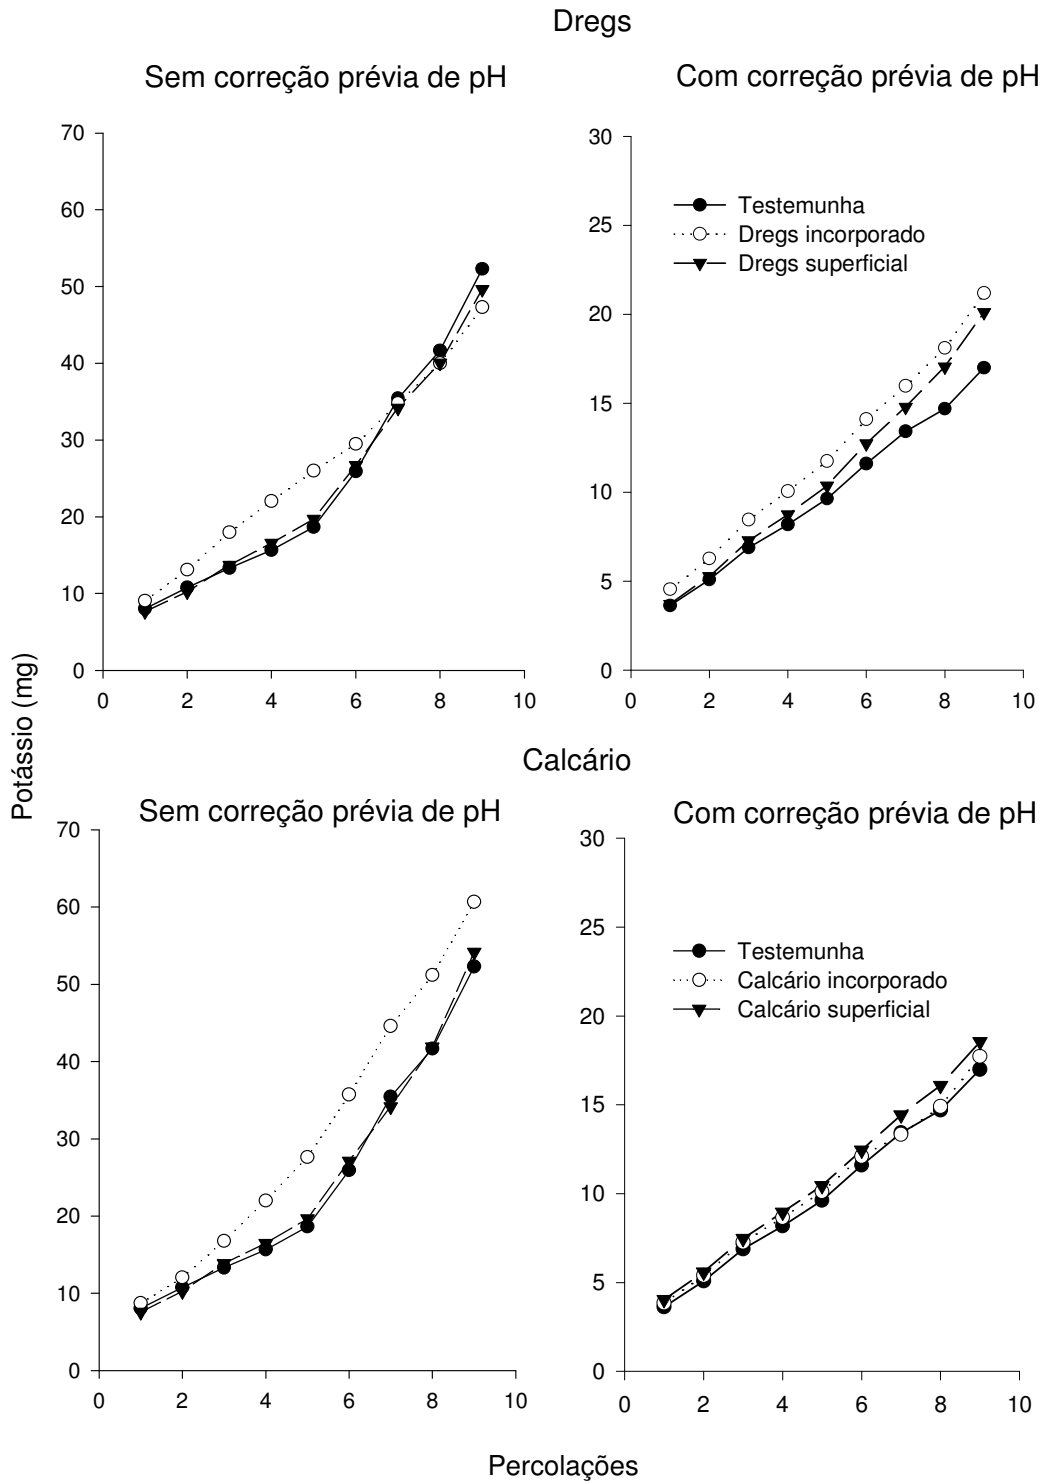 Dregs
Sem correção prévia de pH
Com correção prévia de pH
70
60
50
40
30
20
10
0
0 2 4 6 8 10
30
25
20
15
10
5
0
0 2 4 6 8 10
Testemunha
Dregs incorporado
Dregs superficial
Potássio (mg)
Calcário
Sem correção prévia de pH
Com correção prévia de pH
70
60
50
40
30
20
10
0
0 2 4 6 8 10
30
25
20
15
10
5
0
0 2 4 6 8 10
Testemunha
Calcário incorporado
Calcário superficial
Percolações